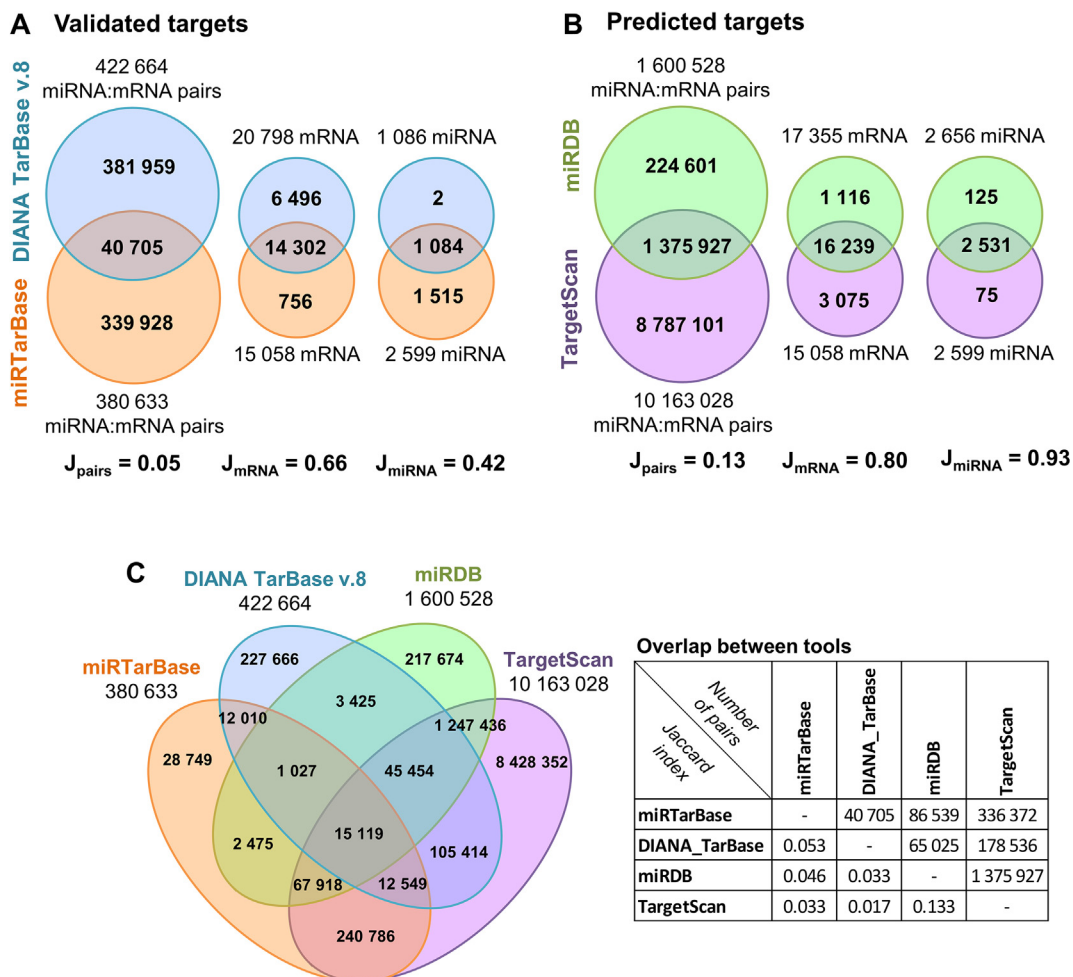 A Validated targets
DIANA TarBase v.8
miRTarBase
422 664
miRNA:mRNA pairs
381 959
40 705
339 928
380 633
miRNA:mRNA pairs
20 798 mRNA
6 496
14 302
756
15 058 mRNA
1 086 miRNA
2
1 084
1 515
2 599 miRNA
Jpairs = 0.05
JmRNA = 0.66
JmiRNA = 0.42
B Predicted targets
miRDB
TargetScan
1 600 528
miRNA:mRNA pairs
224 601
1 375 927
8 787 101
10 163 028
miRNA:mRNA pairs
17 355 mRNA
1 116
16 239
3 075
15 058 mRNA
2 656 miRNA
125
2 531
75
2 599 miRNA
Jpairs = 0.13
JmRNA = 0.80
JmiRNA = 0.93
C
DIANA TarBase v.8
422 664
miRDB
1 600 528
miRTarBase
380 633
TargetScan
10 163 028
227 666
217 674
3 425
12 010
1 247 436
28 749
1 027
45 454
8 428 352
15 119
2 475
105 414
67 918
12 549
240 786
Overlap between tools
Number
of pairs
Jaccard
index
miRTarBase
DIANA_TarBase
miRDB
TargetScan
miRTarBase - 40 705 86 539 336 372
DIANA_TarBase 0.053 - 65 025 178 536
miRDB 0.046 0.033 - 1 375 927
TargetScan 0.033 0.017 0.133 -